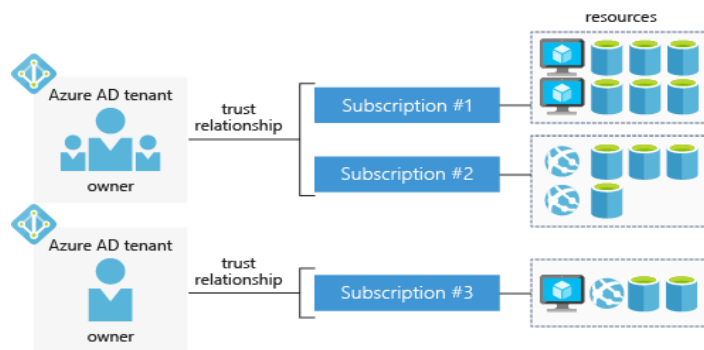 resources
Azure AD tenant
owner
trust
relationship
Subscription #1
Subscription #2
Azure AD tenant
owner
trust
relationship
Subscription #3